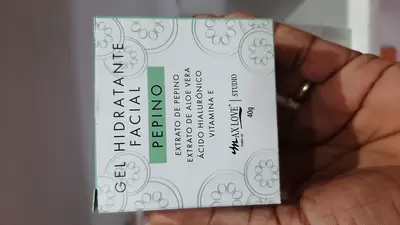 GEL HIDRATANTE
FACIAL
PEPINO
EXTRATO DE PEPINO
EXTRATO DE ALOE VERA
ÁCIDO HIALURÔNICO
VITAMINA E
MAX LOVE | STUDIO
40g